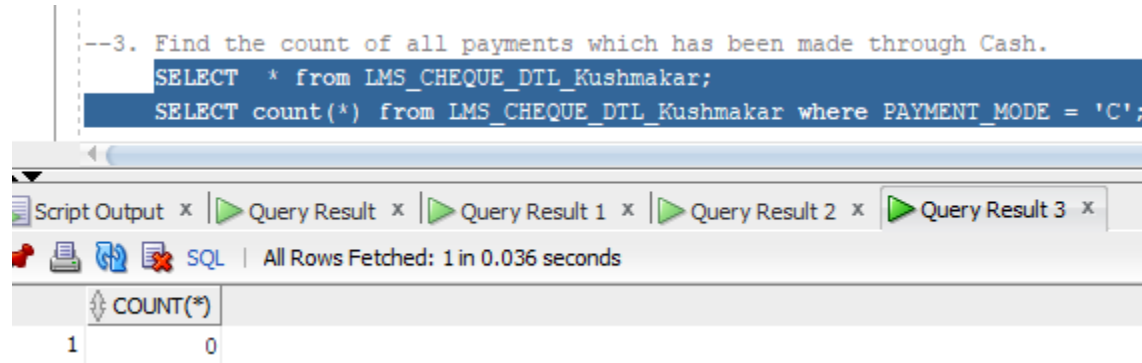 --3. Find the count of all payments which has been made through Cash.
SELECT * from LMS_CHEQUE_DTL_Kushmakar;
SELECT count(*) from LMS_CHEQUE_DTL_Kushmakar where PAYMENT_MODE = 'C';
Script Output x Query Result x Query Result 1 x Query Result 2 x Query Result 3 x
SQL | All Rows Fetched: 1 in 0.036 seconds
COUNT(*)
1 0